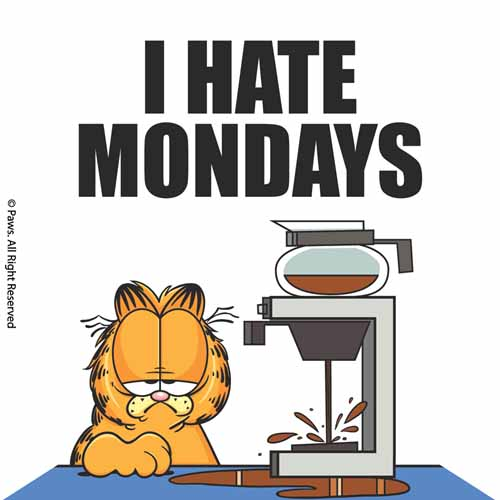 I HATE
MONDAYS
© Paws. All Right Reserved